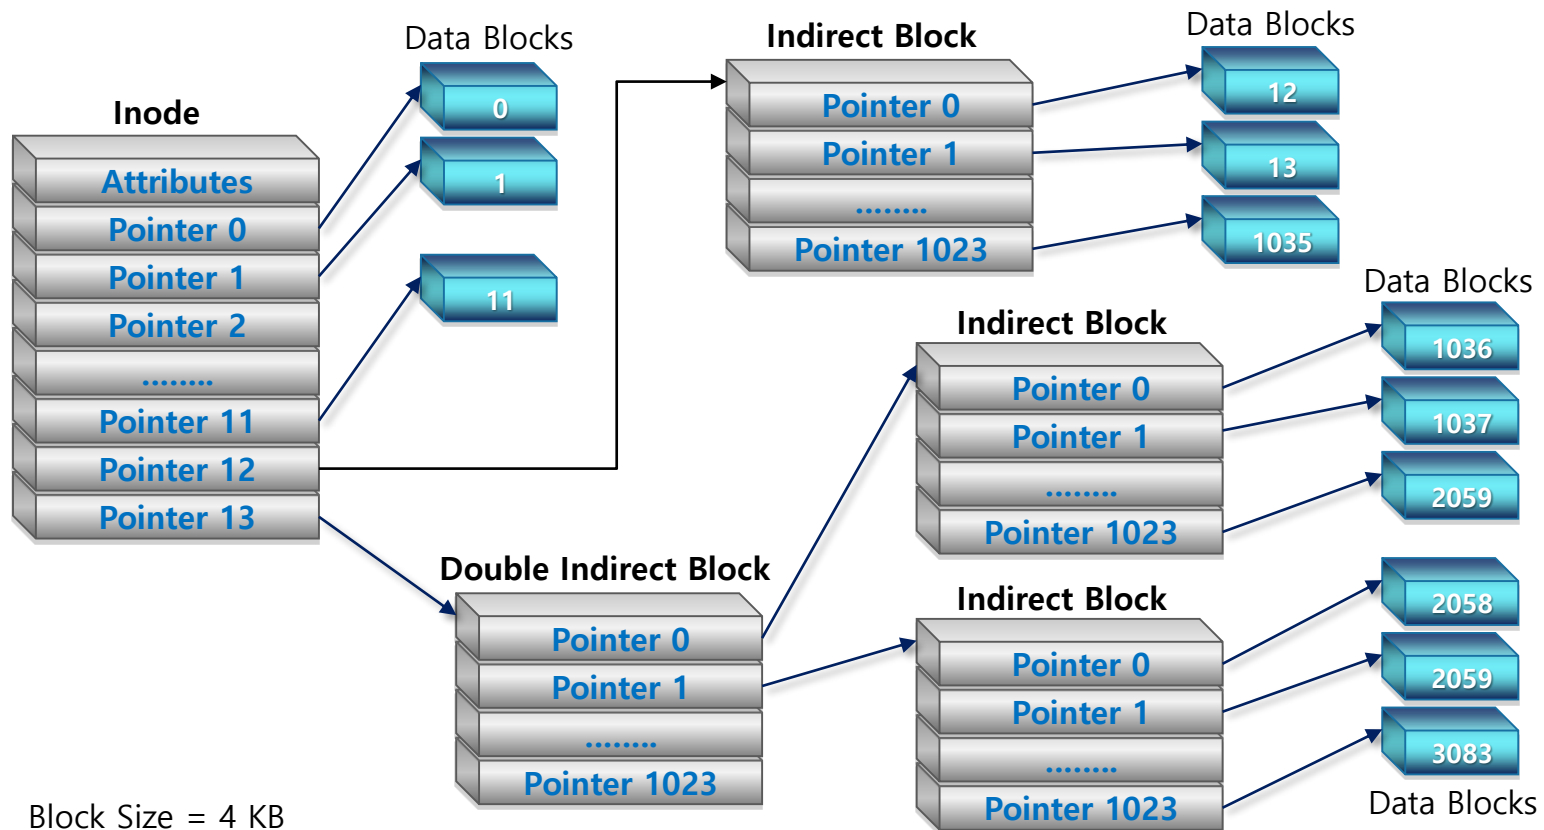 Inode
Attributes
Pointer 0
Pointer 1
Pointer 2
........
Pointer 11
Pointer 12
Pointer 13
Data Blocks
0
1
11
Indirect Block
Pointer 0
Pointer 1
........
Pointer 1023
Data Blocks
12
13
1035
Double Indirect Block
Pointer 0
Pointer 1
........
Pointer 1023
Indirect Block
Pointer 0
Pointer 1
........
Pointer 1023
Data Blocks
1036
1037
2059
Indirect Block
Pointer 0
Pointer 1
........
Pointer 1023
2058
2059
3083
Data Blocks
Block Size = 4 KB